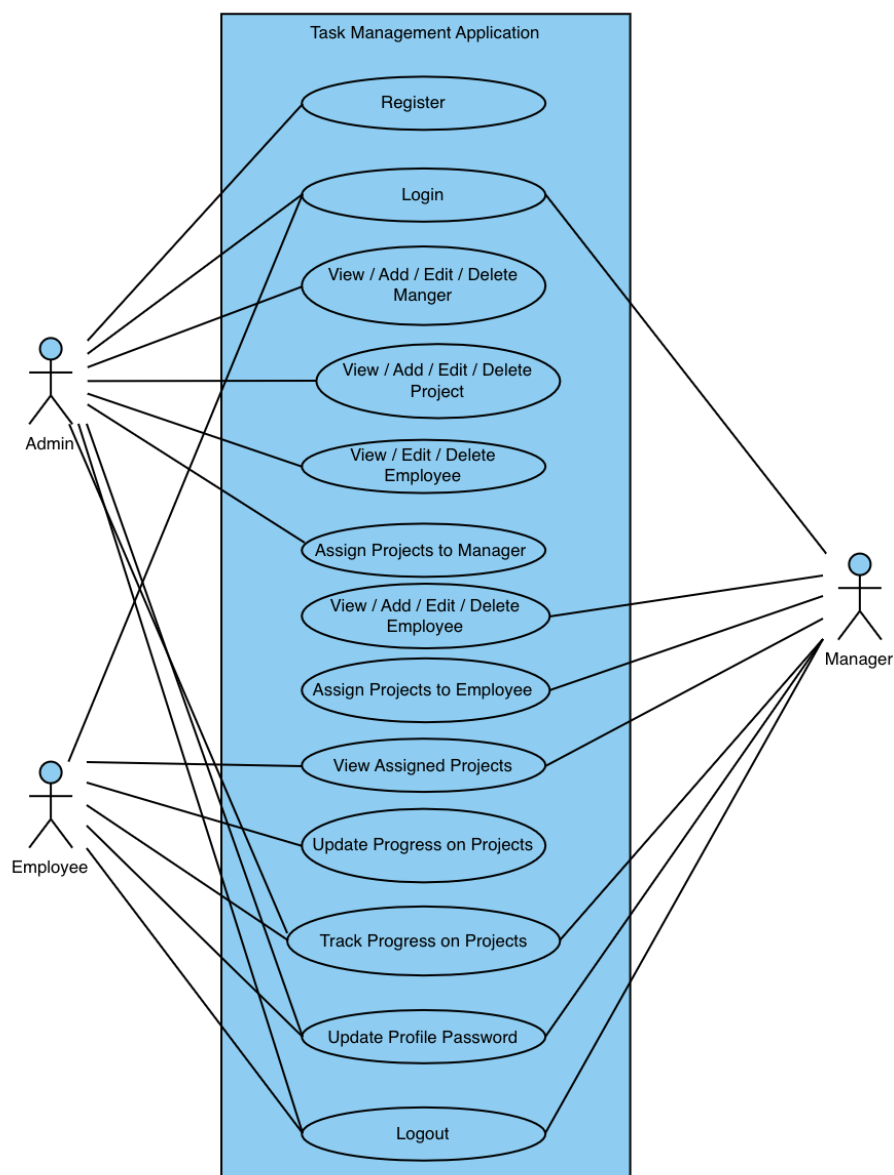 Task Management Application
Register
Login
View / Add / Edit / Delete
Manger
View / Add / Edit / Delete
Project
Admin
View / Edit / Delete
Employee
Assign Projects to Manager
View / Add / Edit / Delete
Employee
Manager
Assign Projects to Employee
View Assigned Projects
Employee
Update Progress on Projects
Track Progress on Projects
Update Profile Password
Logout